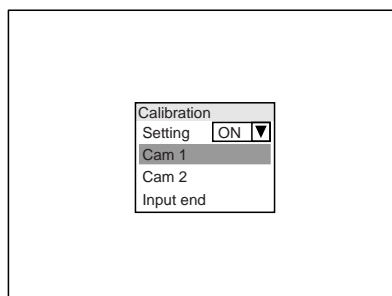 Calibration
Setting ON ▼
Cam 1
Cam 2
Input end